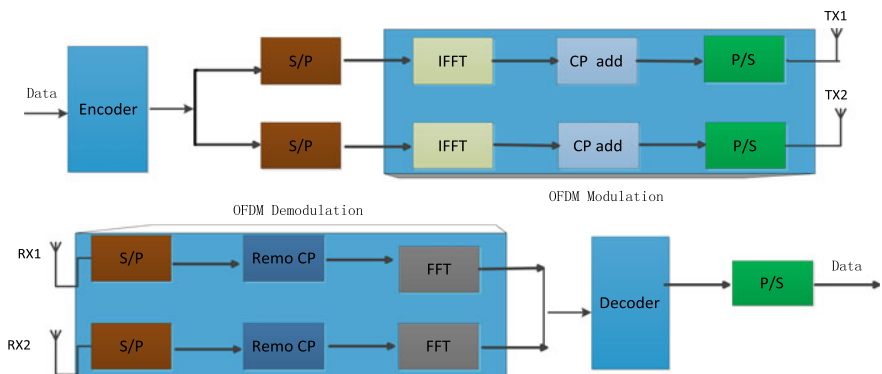 TX1
S/P
IFFT
CP add
P/S
Data
Encoder
TX2
S/P
IFFT
CP add
P/S
OFDM Modulation
OFDM Demodulation
RX1
S/P
Remo CP
FFT
Decoder
P/S
Data
RX2
S/P
Remo CP
FFT